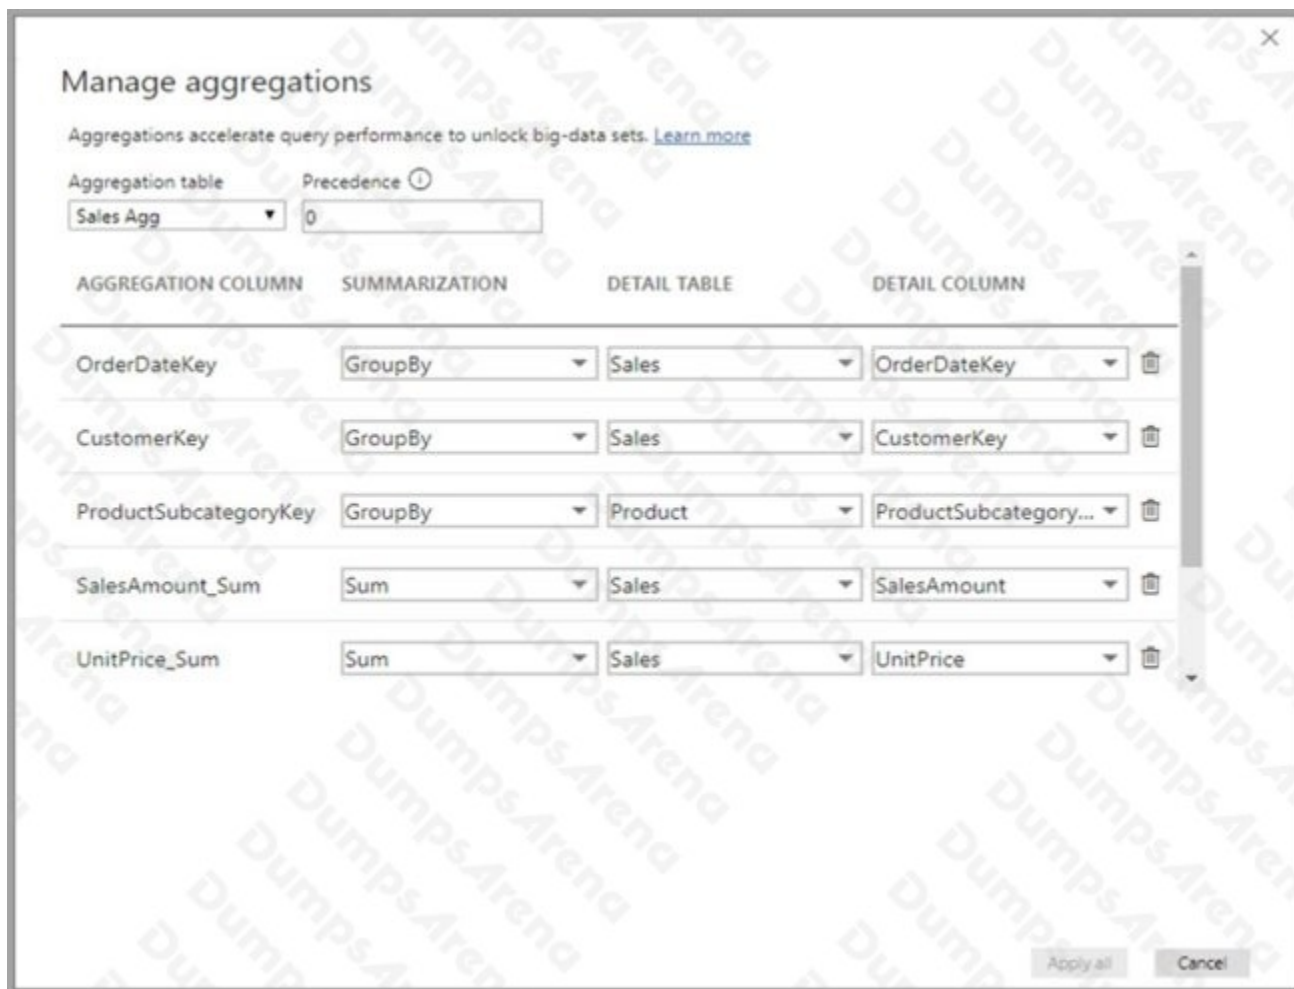 Manage aggregations
Aggregations accelerate query performance to unlock big-data sets. Learn more
Aggregation table Precedence
Sales Agg 0
AGGREGATION COLUMN SUMMARIZATION DETAIL TABLE DETAIL COLUMN
OrderDateKey GroupBy Sales OrderDateKey
CustomerKey GroupBy Sales CustomerKey
ProductSubcategoryKey GroupBy Product ProductSubcategory...
SalesAmount_Sum Sum Sales SalesAmount
UnitPrice_Sum Sum Sales UnitPrice
Apply all Cancel
DumpsArena